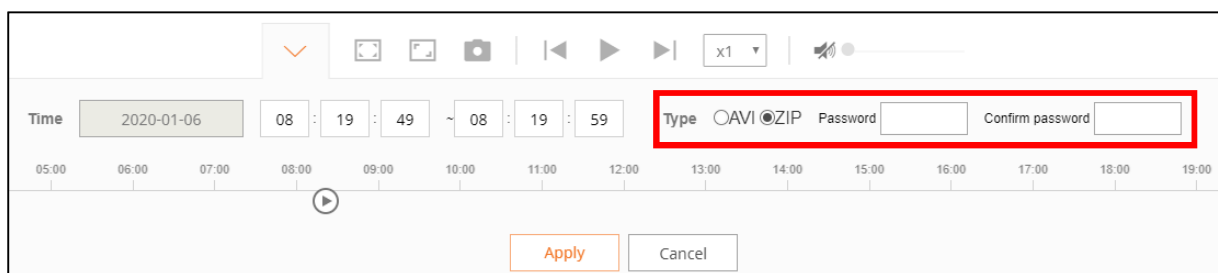 x1
Time 2020-01-06 08 : 19 : 49 ~ 08 : 19 : 59 Type AVI ZIP Password Confirm password
05:00 06:00 07:00 08:00 09:00 10:00 11:00 12:00 13:00 14:00 15:00 16:00 17:00 18:00 19:00
Apply Cancel